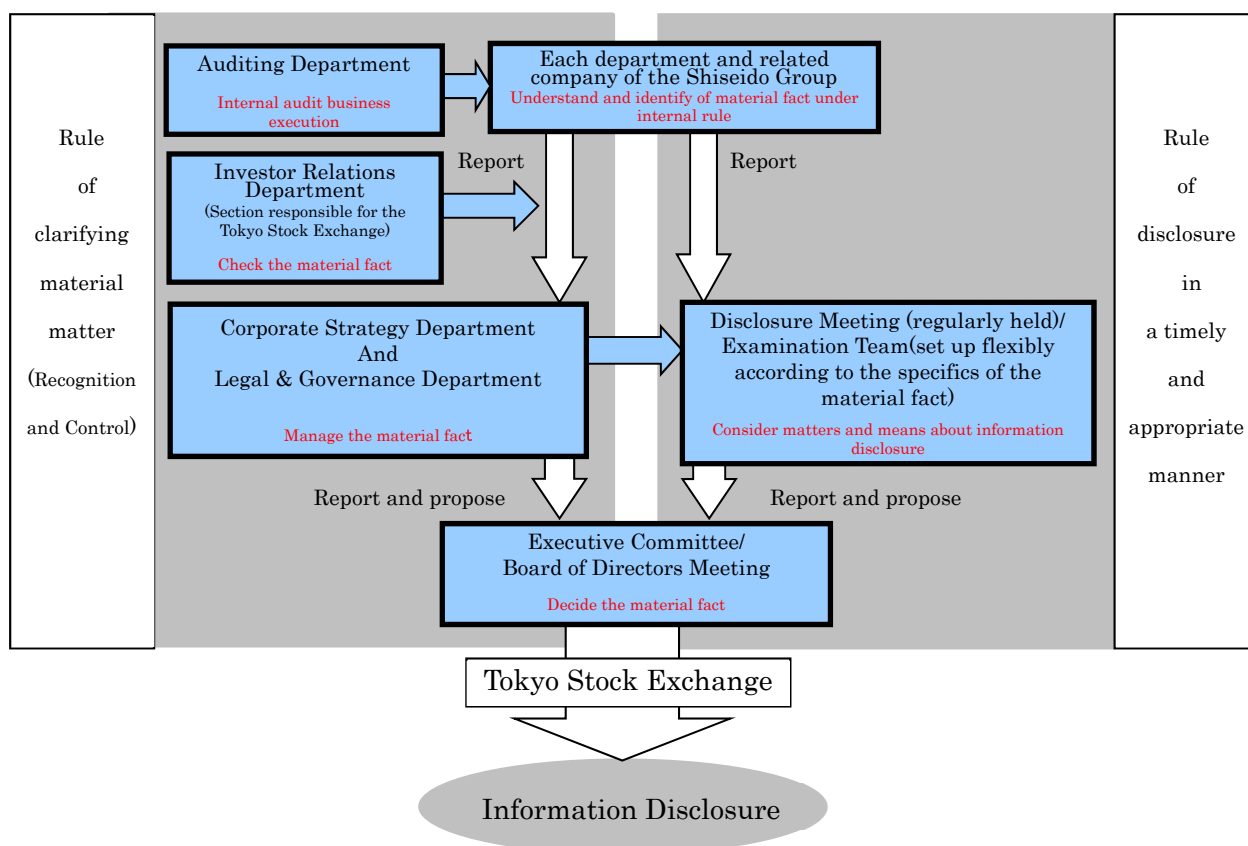 Rule
of
clarifying
material
matter
(Recognition
and Control)
Auditing Department
Internal audit business
execution
Each department and related
company of the Shiseido Group
Understand and identify of material fact under
internal rule
Report
Report
Investor Relations
Department
(Section responsible for the
Tokyo Stock Exchange)
Check the material fact
Corporate Strategy Department
And
Legal & Governance Department
Manage the material fact
Disclosure Meeting (regularly held)/
Examination Team(set up flexibly
according to the specifics of the
material fact)
Consider matters and means about information
disclosure
Report and propose
Report and propose
Executive Committee/
Board of Directors Meeting
Decide the material fact
Tokyo Stock Exchange
Information Disclosure
Rule
of
disclosure
in
a timely
and
appropriate
manner